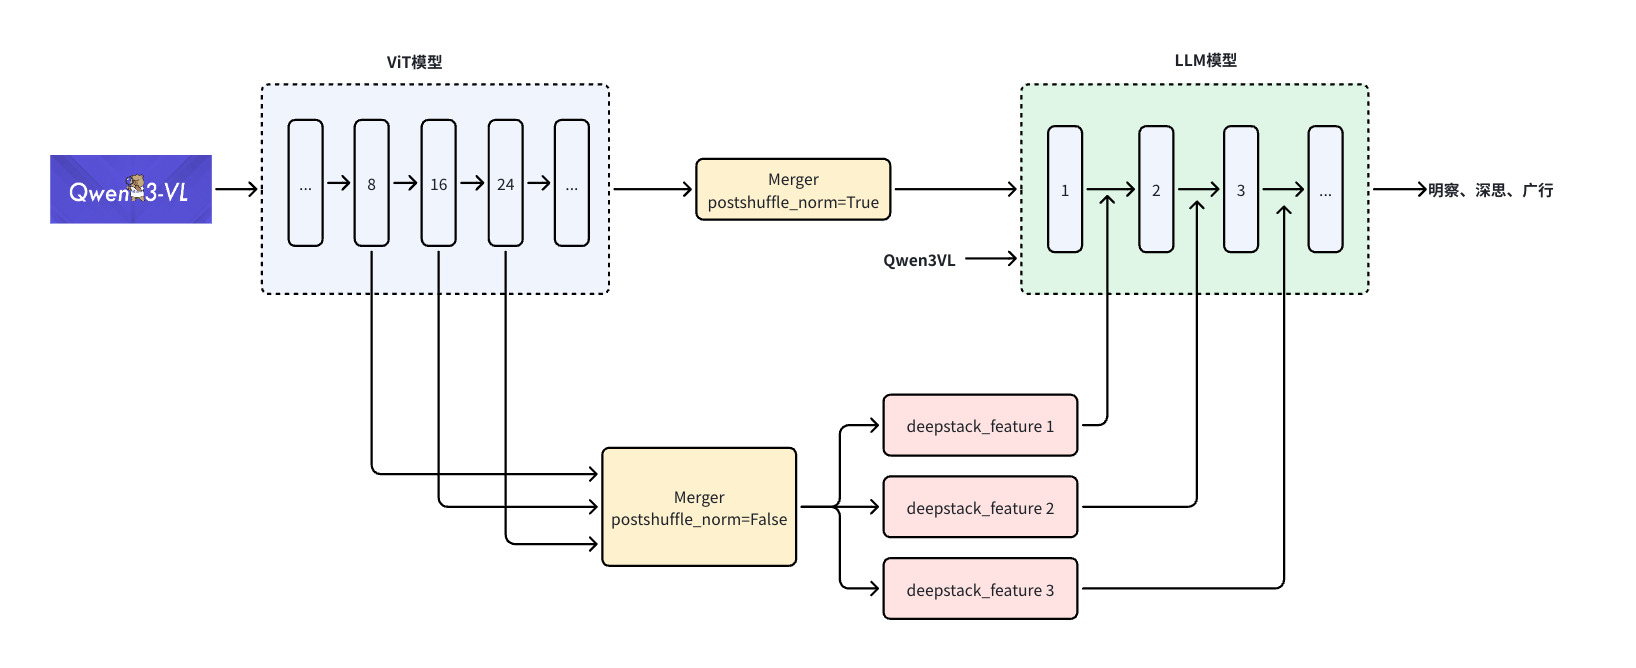 ViT模型
LLM模型
Qwen3-VL
...
8
16
24
...
Merger
postshuffle_norm=True
1
2
3
...
明察、深思、广行
Qwen3VL
Merger
postshuffle_norm=False
deepstack_feature 1
deepstack_feature 2
deepstack_feature 3